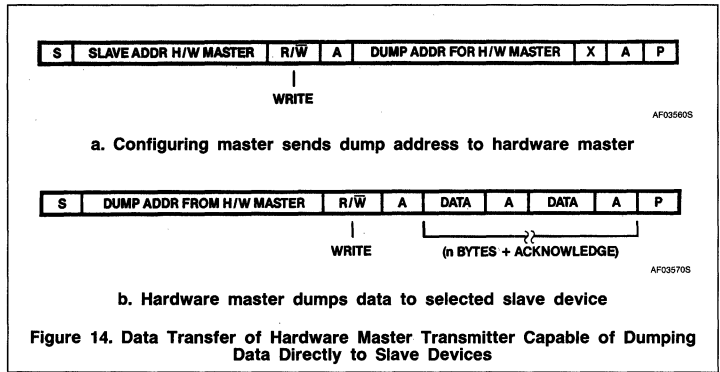 S SLAVE ADDR H/W MASTER R/W̅ A DUMP ADDR FOR H/W MASTER X A P
WRITE
AF03560S
a. Configuring master sends dump address to hardware master
S DUMP ADDR FROM H/W MASTER R/W̅ A DATA A DATA A P
WRITE (n BYTES + ACKNOWLEDGE)
AF03570S
b. Hardware master dumps data to selected slave device
Figure 14. Data Transfer of Hardware Master Transmitter Capable of Dumping
Data Directly to Slave Devices